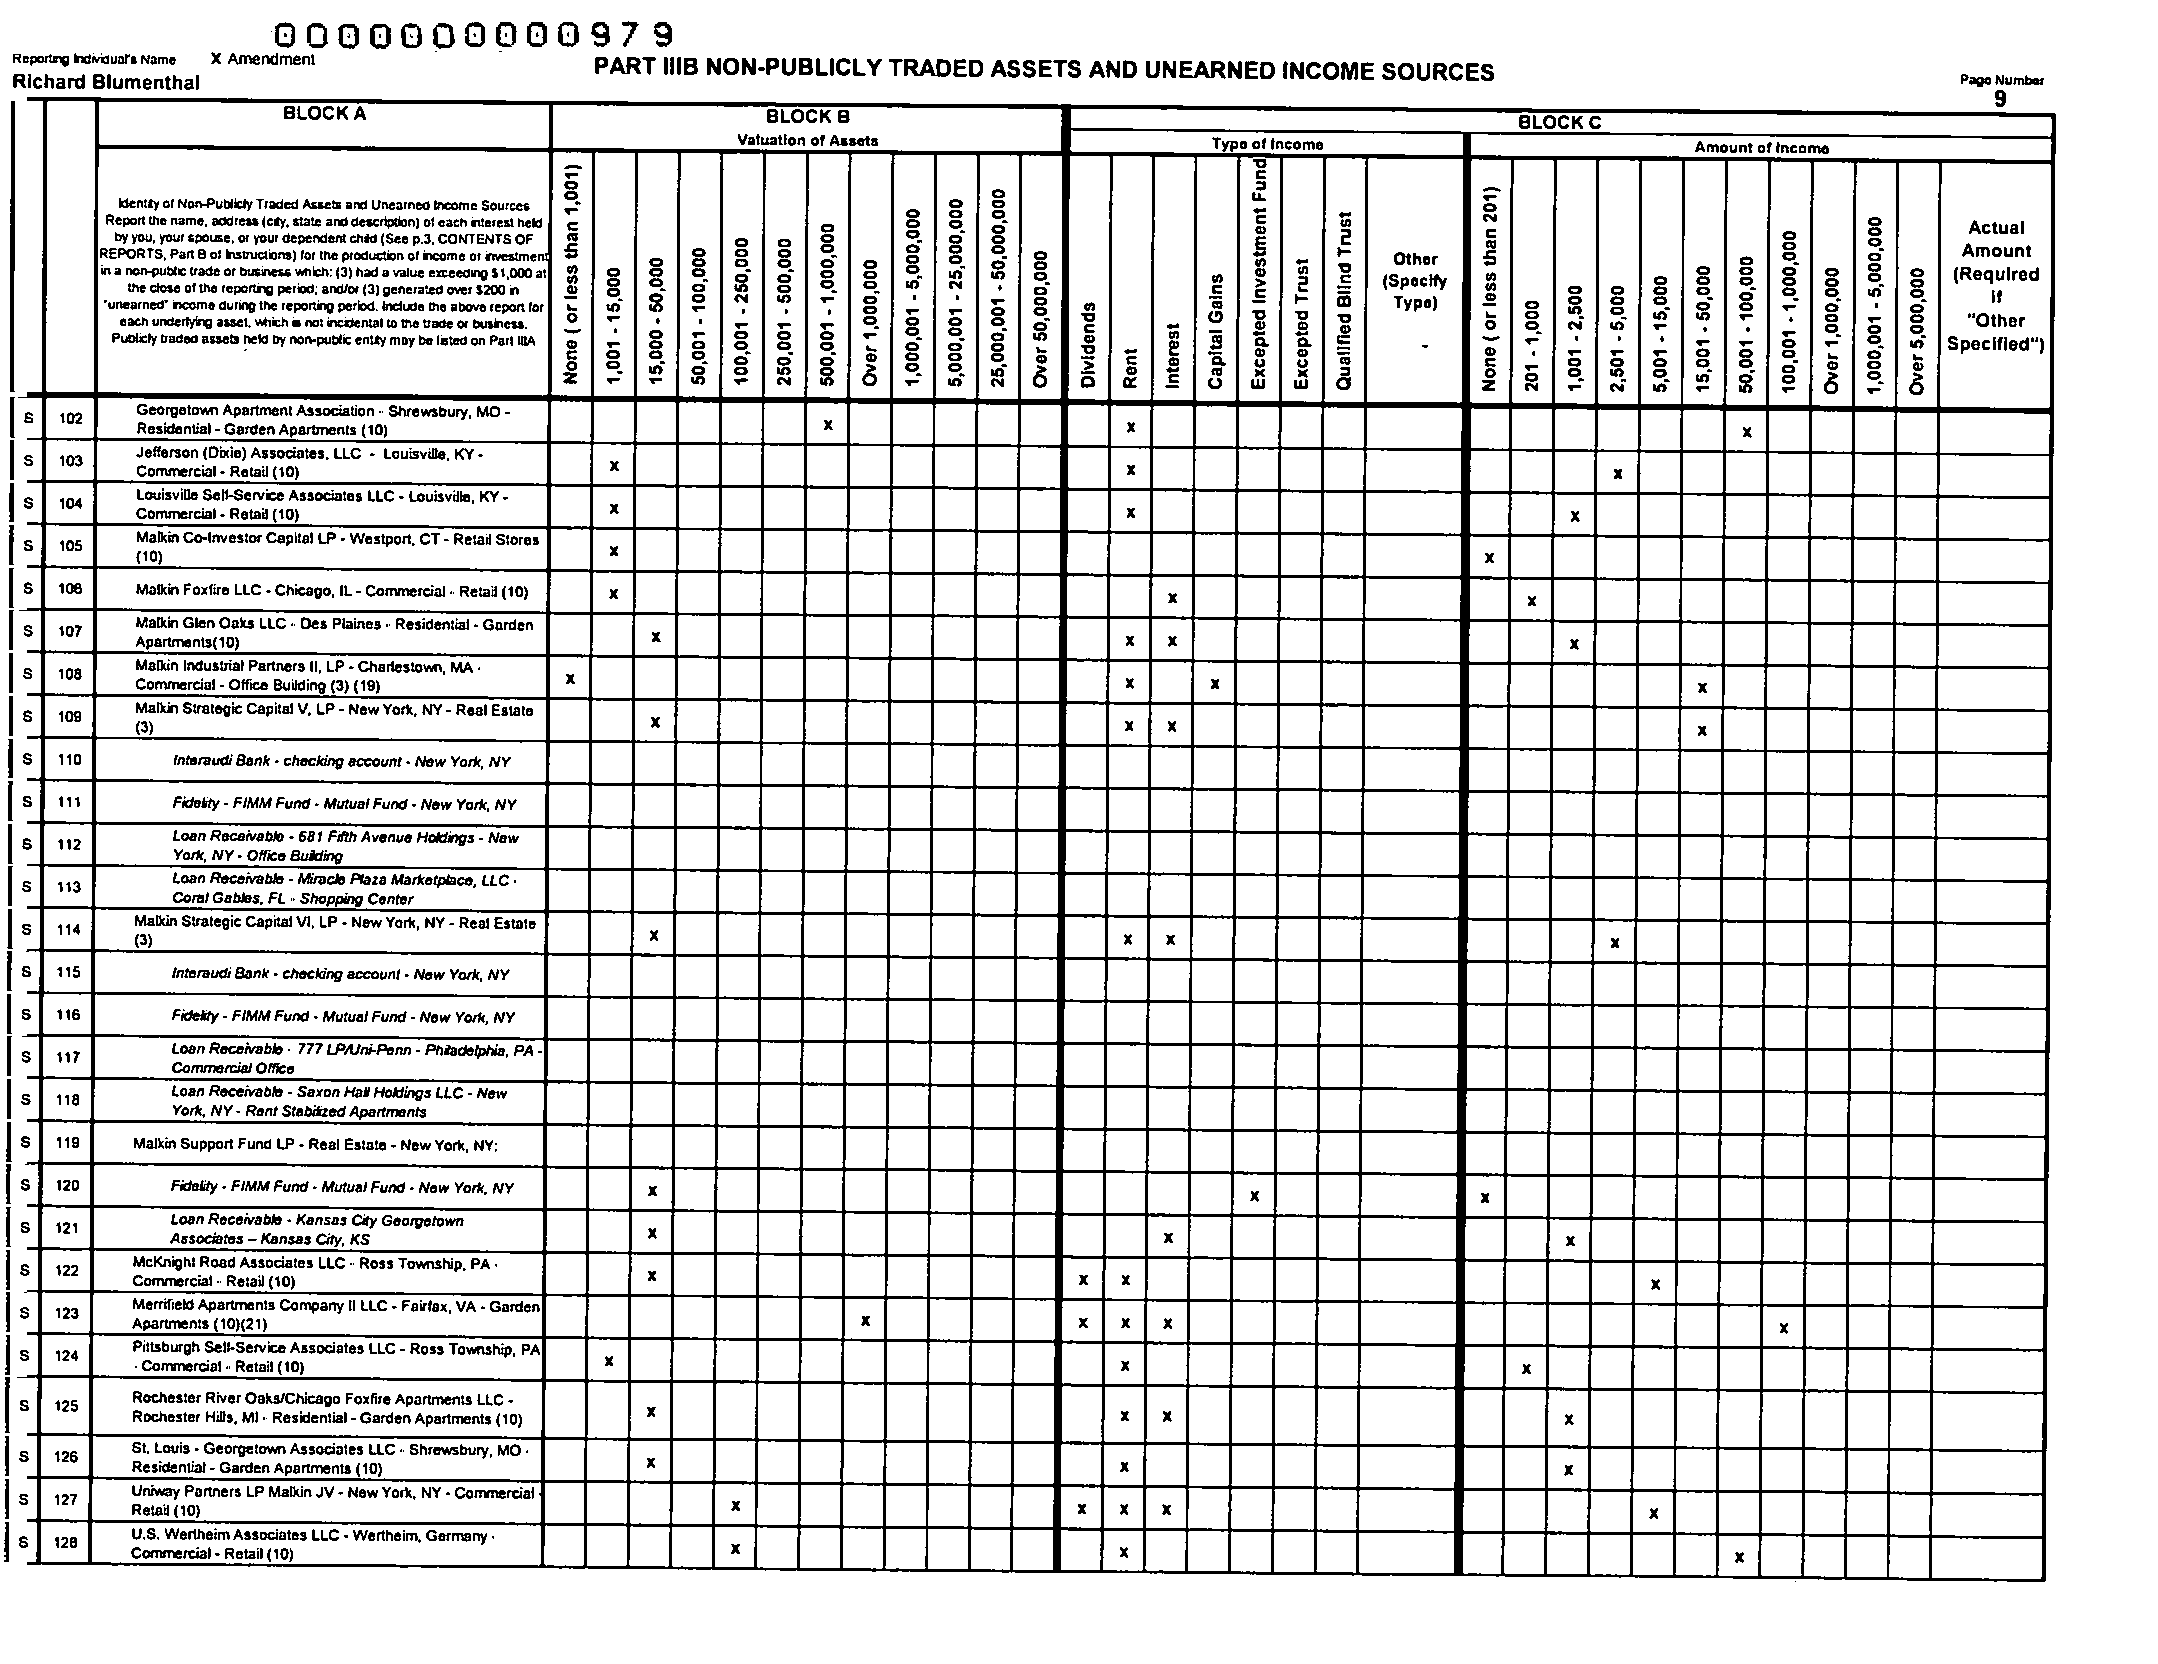 0000000000979
Reporting Individual's Name X Amendment
Richard Blumenthal
PART IIIB NON-PUBLICLY TRADED ASSETS AND UNEARNED INCOME SOURCES
Page Number
9
BLOCK A
BLOCK B
BLOCK C
Valuation of Assets
Type of Income
Amount of Income
Identity of Non-Publicly Traded Assets and Unearned Income Sources
Report the name, address (city, state and description) of each interest held
by you, your spouse, or your dependent child (See p.3, CONTENTS OF
REPORTS, Part B of Instructions) for the production of income or investment
in a non-public trade or business which: (3) had a value exceeding $1,000 at
the close of the reporting period; and/or (3) generated over $200 in
"unearned" income during the reporting period. Include the above report for
each underlying asset, which is not incidental to the trade or business.
Publicly traded assets held by non-public entity may be listed on Part IIIA
None ( or less than 1,001)
1,001 - 15,000
15,000 - 50,000
50,001 - 100,000
100,001 - 250,000
250,001 - 500,000
500,001 - 1,000,000
Over 1,000,000
1,000,001 - 5,000,000
5,000,001 - 25,000,000
25,000,001 - 50,000,000
Over 50,000,000
Dividends
Rent
Interest
Capital Gains
Excepted Investment Fund
Excepted Trust
Qualified Blind Trust
Other
(Specify
Type)
None ( or less than 201)
201 - 1,000
1,001 - 2,500
2,501 - 5,000
5,001 - 15,000
15,001 - 50,000
50,001 - 100,000
100,001 - 1,000,000
Over 1,000,000
1,000,001 - 5,000,000
Over 5,000,000
Actual
Amount
(Required
If
"Other
Specified")
S 102 Georgetown Apartment Association - Shrewsbury, MO -
Residential - Garden Apartments (10) X X X
S 103 Jefferson (Dixie) Associates, LLC - Louisville, KY -
Commercial - Retail (10) X X X
S 104 Louisville Self-Service Associates LLC - Louisville, KY -
Commercial - Retail (10) X X X
S 105 Malkin Co-Investor Capital LP - Westport, CT - Retail Stores
(10) X X
S 106 Malkin Foxfire LLC - Chicago, IL - Commercial - Retail (10) X X X
S 107 Malkin Glen Oaks LLC - Des Plaines - Residential - Garden
Apartments(10) X X X X
S 108 Malkin Industrial Partners II, LP - Charlestown, MA -
Commercial - Office Building (3) (19) X X X X
S 109 Malkin Strategic Capital V, LP - New York, NY - Real Estate
(3) X X X X
S 110 Interaudi Bank - checking account - New York, NY
S 111 Fidelity - FIMM Fund - Mutual Fund - New York, NY
S 112 Loan Receivable - 681 Fifth Avenue Holdings - New
York, NY - Office Building
S 113 Loan Receivable - Miracle Plaza Marketplace, LLC -
Coral Gables, FL - Shopping Center
S 114 Malkin Strategic Capital VI, LP - New York, NY - Real Estate
(3) X X X X
S 115 Interaudi Bank - checking account - New York, NY
S 116 Fidelity - FIMM Fund - Mutual Fund - New York, NY
S 117 Loan Receivable - 777 LP/Uni-Penn - Philadelphia, PA -
Commercial Office
S 118 Loan Receivable - Saxon Hall Holdings LLC - New
York, NY - Rent Stabilized Apartments
S 119 Malkin Support Fund LP - Real Estate - New York, NY:
S 120 Fidelity - FIMM Fund - Mutual Fund - New York, NY X X X
S 121 Loan Receivable - Kansas City Georgetown
Associates – Kansas City, KS X X X
S 122 McKnight Road Associates LLC - Ross Township, PA -
Commercial - Retail (10) X X X X
S 123 Merrifield Apartments Company II LLC - Fairfax, VA - Garden
Apartments (10)(21) X X X X X
S 124 Pittsburgh Self-Service Associates LLC - Ross Township, PA
- Commercial - Retail (10) X X X
S 125 Rochester River Oaks/Chicago Foxfire Apartments LLC -
Rochester Hills, MI - Residential - Garden Apartments (10) X X X X
S 126 St. Louis - Georgetown Associates LLC - Shrewsbury, MO -
Residential - Garden Apartments (10) X X X
S 127 Uniway Partners LP Malkin JV - New York, NY - Commercial -
Retail (10) X X X X X
S 128 U.S. Wertheim Associates LLC - Wertheim, Germany -
Commercial - Retail (10) X X X